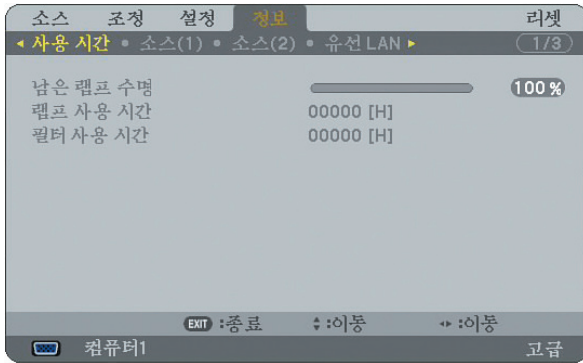 소스 조정 설정 정보 리셋
사용 시간 • 소스(1) • 소스(2) • 유선 LAN 1/3
남은 램프 수명 100 %
램프 사용 시간 00000 [H]
필터 사용 시간 00000 [H]
EXIT :종료 :이동 :이동
컴퓨터1 고급